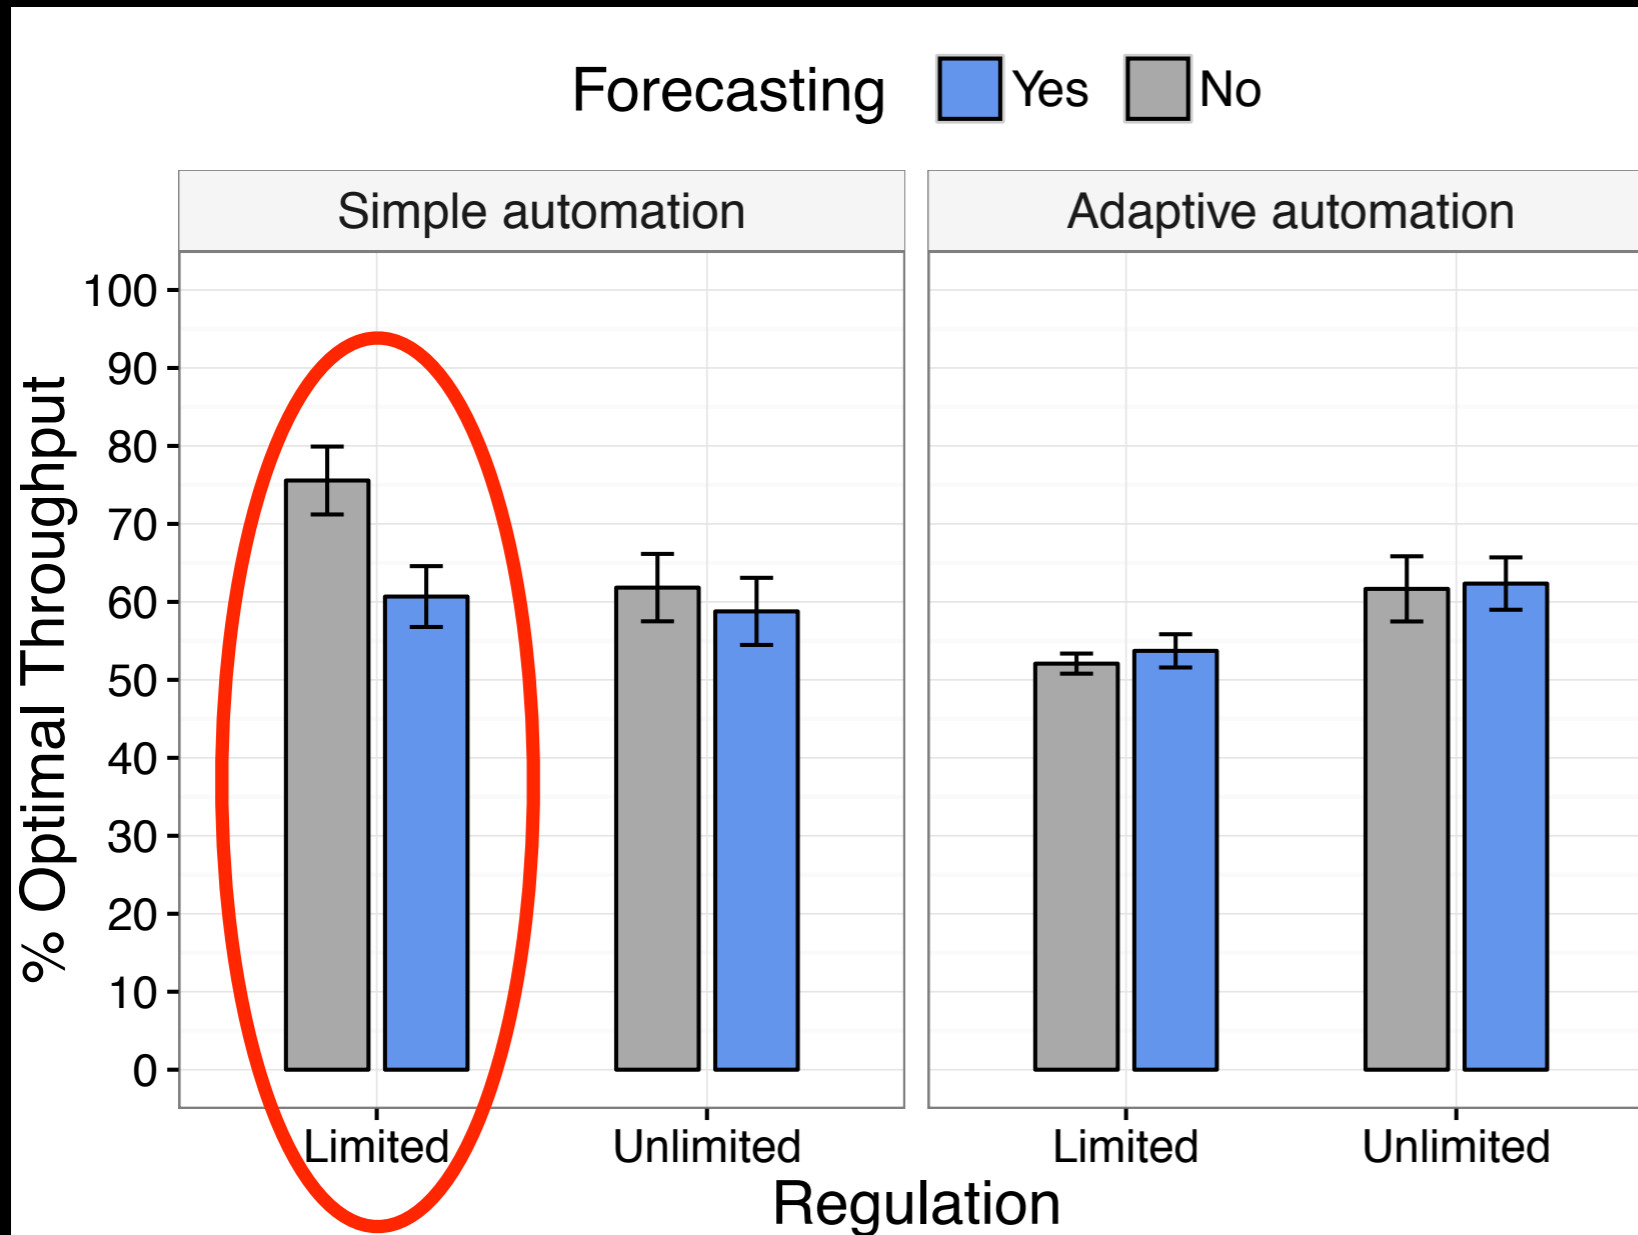 Forecasting Yes No
Simple automation Adaptive automation
100
90
80
70
60
50
40
30
20
10
0
% Optimal Throughput
Limited Unlimited Limited Unlimited
Regulation